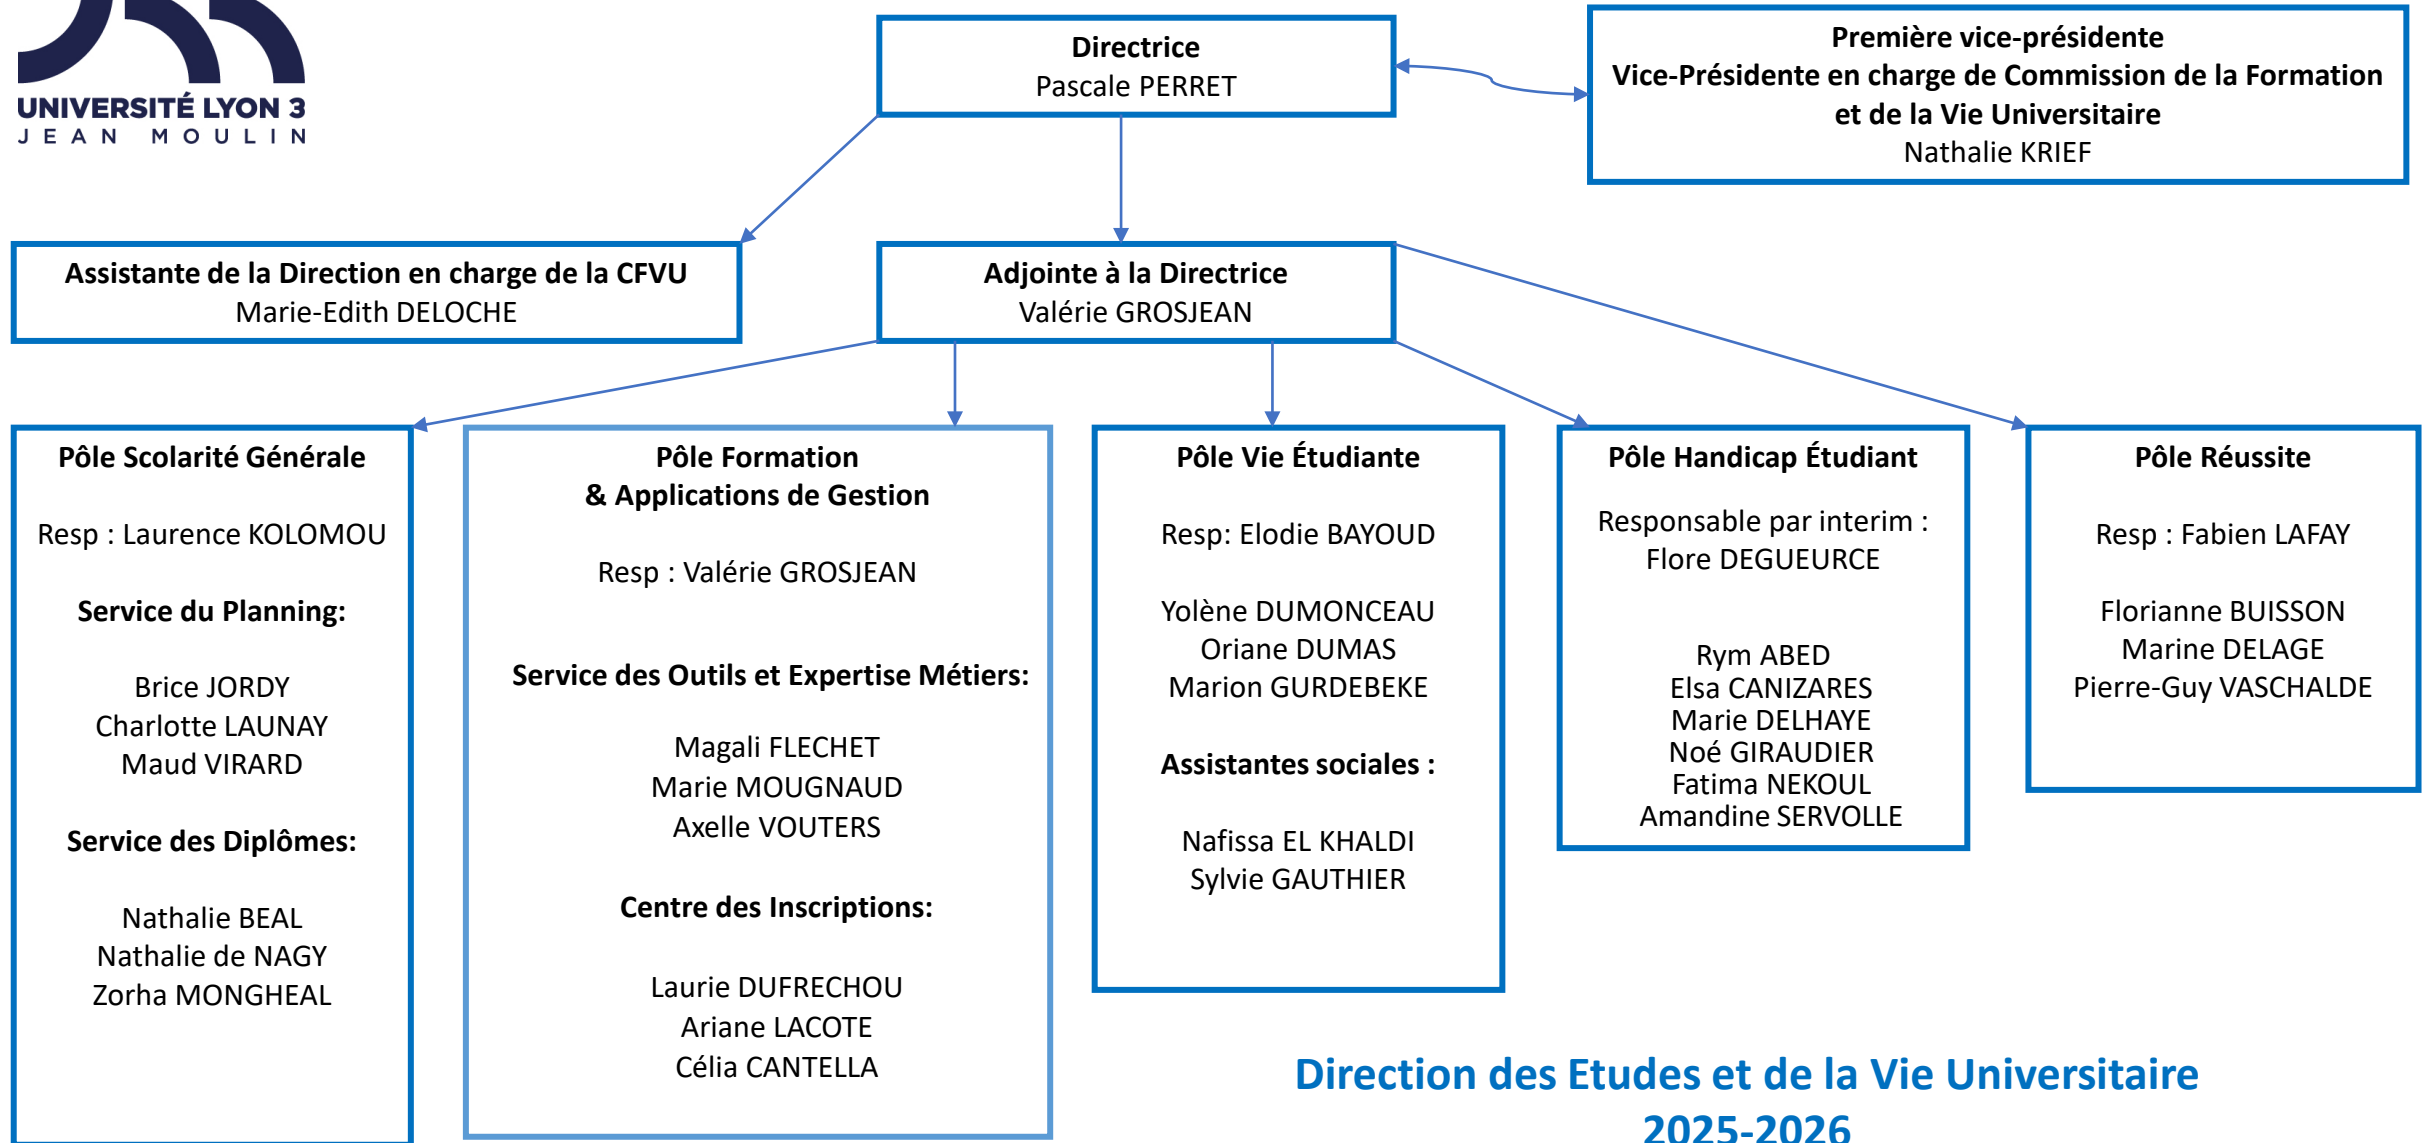 UNIVERSITÉ LYON 3
JEAN MOULIN
Directrice
Pascale PERRET
Première vice-présidente
Vice-Présidente en charge de Commission de la Formation
et de la Vie Universitaire
Nathalie KRIEF
Assistante de la Direction en charge de la CFVU
Marie-Edith DELOCHE
Adjointe à la Directrice
Valérie GROSJEAN
Pôle Scolarité Générale
Resp : Laurence KOLOMOU
Service du Planning:
Brice JORDY
Charlotte LAUNAY
Maud VIRARD
Service des Diplômes:
Nathalie BEAL
Nathalie de NAGY
Zorha MONGHEAL
Pôle Formation
& Applications de Gestion
Resp : Valérie GROSJEAN
Service des Outils et Expertise Métiers:
Magali FLECHET
Marie MOUGNAUD
Axelle VOUTERS
Centre des Inscriptions:
Laurie DUFRECHOU
Ariane LACOTE
Célia CANTELLA
Pôle Vie Étudiante
Resp: Elodie BAYOUD
Yolène DUMONCEAU
Oriane DUMAS
Marion GURDEBEKE
Assistantes sociales :
Nafissa EL KHALDI
Sylvie GAUTHIER
Pôle Handicap Étudiant
Responsable par interim :
Flore DEGUEURCE
Rym ABED
Elsa CANIZARES
Marie DELHAYE
Noé GIRAUDIER
Fatima NEKOUL
Amandine SERVOLLE
Pôle Réussite
Resp : Fabien LAFAY
Florianne BUISSON
Marine DELAGE
Pierre-Guy VASCHALDE
Direction des Etudes et de la Vie Universitaire
2025-2026